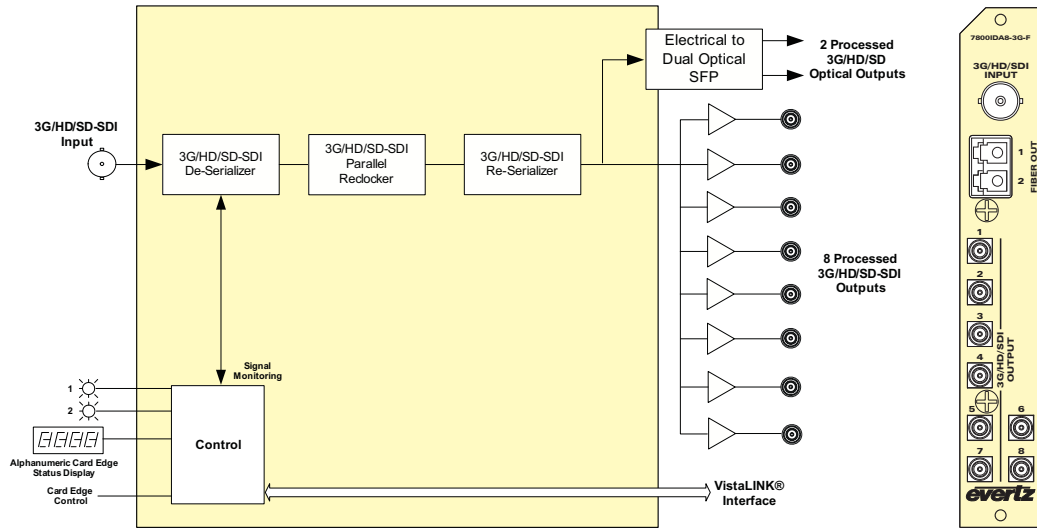 3G/HD/SD-SDI
Input
3G/HD/SD-SDI
De-Serializer
3G/HD/SD-SDI
Parallel
Reclocker
3G/HD/SD-SDI
Re-Serializer
Electrical to
Dual Optical
SFP
2 Processed
3G/HD/SD
Optical Outputs
8 Processed
3G/HD/SD-SDI
Outputs
Signal
Monitoring
1
2
Alphanumeric Card Edge
Status Display
Card Edge
Control
Control
VistaLINK®
Interface
7800IDA8-3G-F
3G/HD/SDI
INPUT
1
2
FIBER OUT
1
2
3
4
3G/HD/SDI
OUTPUT
5
6
7
8
evertz